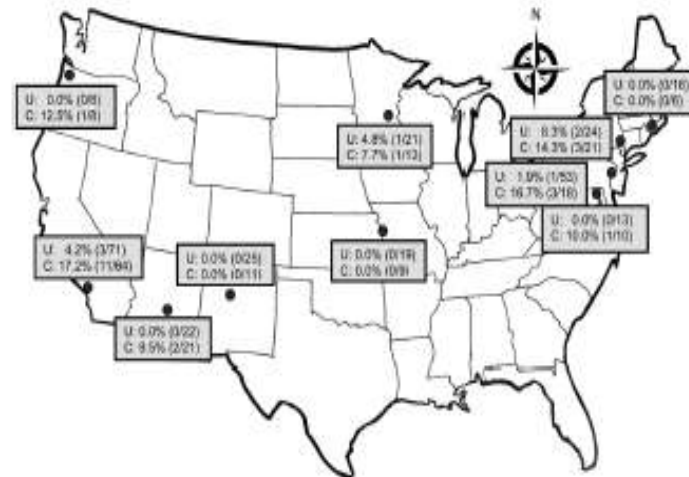 N
U: 0.0% (0/16)
C: 0.0% (0/6)
U: 0.0% (0/8)
C: 12.5% (1/8)
U: 4.8% (1/21)
C: 7.7% (1/13)
U: 8.3% (2/24)
C: 14.3% (3/21)
U: 1.9% (1/53)
C: 16.7% (3/18)
U: 0.0% (0/13)
C: 10.0% (1/10)
U: 4.2% (3/71)
C: 17.2% (11/64)
U: 0.0% (0/25)
C: 0.0% (0/11)
U: 0.0% (0/19)
C: 0.0% (0/9)
U: 0.0% (0/22)
C: 9.5% (2/21)